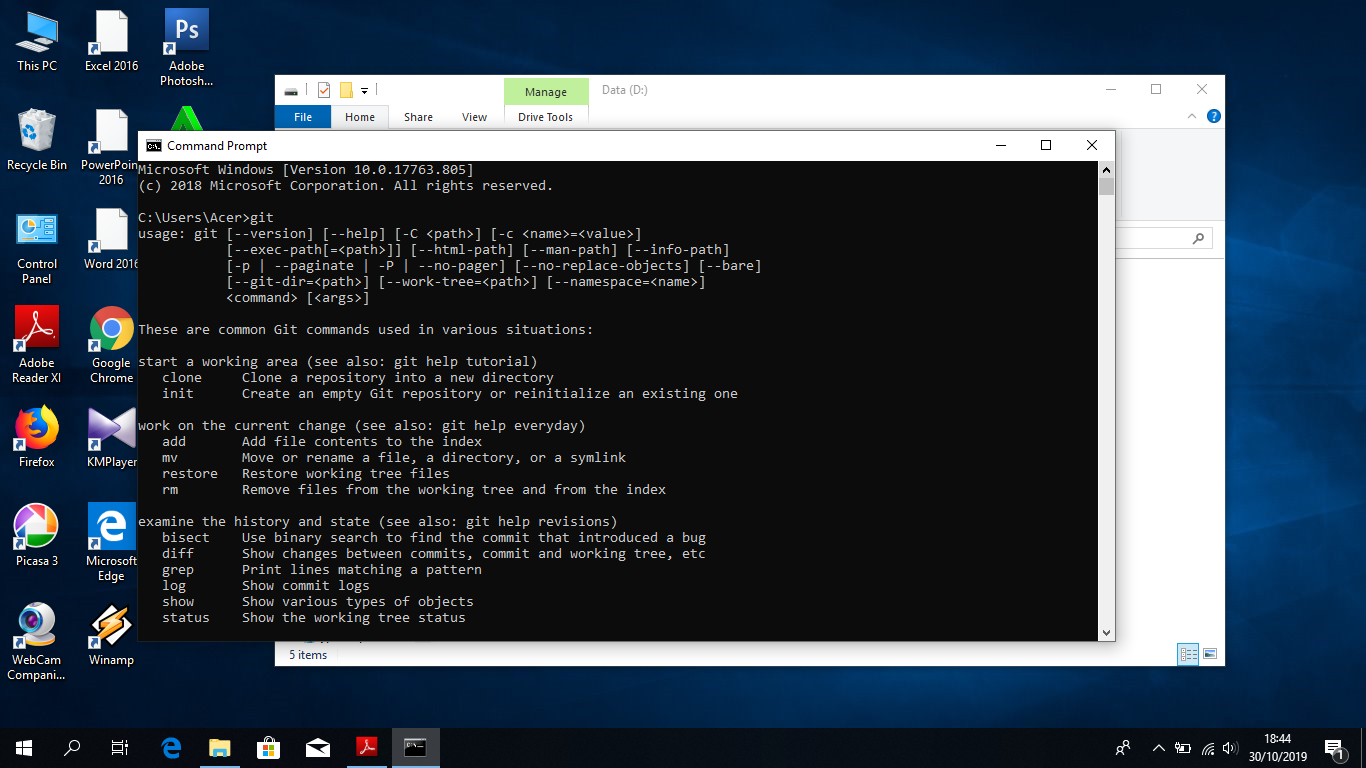 This PC
Excel 2016
Ps
Adobe
Photosh...
Recycle Bin
PowerPoin
2016
Control
Panel
Word 2016
Adobe
Reader XI
Google
Chrome
Firefox
KMPlayer
Picasa 3
Microsoft
Edge
WebCam
Compani...
Winamp
Manage
Data (D:)
File
Home
Share
View
Drive Tools
Command Prompt
Microsoft Windows [Version 10.0.17763.805]
(c) 2018 Microsoft Corporation. All rights reserved.
C:\Users\Acer>git
usage: git [--version] [--help] [-C <path>] [-c <name>=<value>]
[--exec-path[=<path>]] [--html-path] [--man-path] [--info-path]
[-p | --paginate | -P | --no-pager] [--no-replace-objects] [--bare]
[--git-dir=<path>] [--work-tree=<path>] [--namespace=<name>]
<command> [<args>]
These are common Git commands used in various situations:
start a working area (see also: git help tutorial)
clone     Clone a repository into a new directory
init      Create an empty Git repository or reinitialize an existing one
work on the current change (see also: git help everyday)
add       Add file contents to the index
mv        Move or rename a file, a directory, or a symlink
restore   Restore working tree files
rm        Remove files from the working tree and from the index
examine the history and state (see also: git help revisions)
bisect    Use binary search to find the commit that introduced a bug
diff      Show changes between commits, commit and working tree, etc
grep      Print lines matching a pattern
log       Show commit logs
show      Show various types of objects
status    Show the working tree status
5 items
18:44
30/10/2019
1